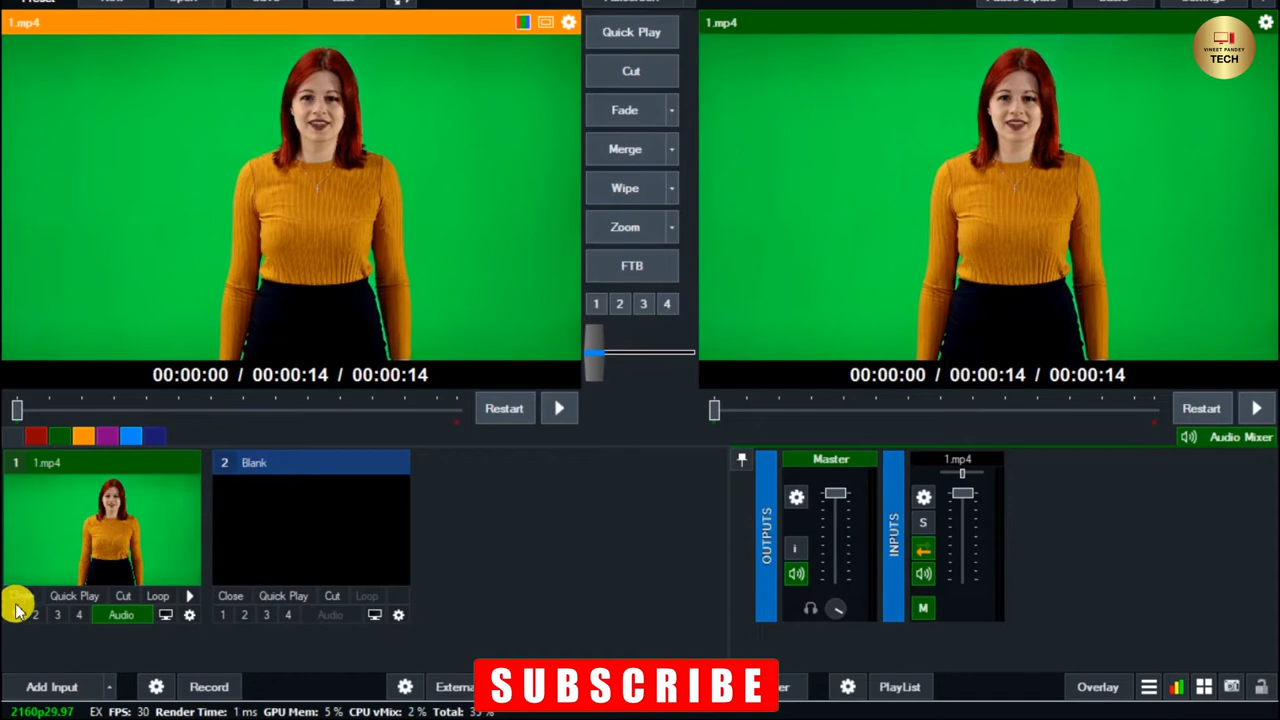 1.mp4
Quick Play
Cut
Fade
Merge
Wipe
Zoom
FTB
1 2 3 4
1.mp4
VINEET PANDEY
TECH
00:00:00 / 00:00:14 / 00:00:14
00:00:00 / 00:00:14 / 00:00:14
Restart
Restart
Audio Mixer
1 1.mp4
2 Blank
Master
1.mp4
OUTPUTS
INPUTS
S
i
M
Quick Play Cut Loop
Close Quick Play Cut Loop
2 3 4 Audio
1 2 3 4 Audio
Add Input
Record
SUBSCRIBE
PlayList
Overlay
2160p29.97 EX FPS: 30 Render Time: 1 ms GPU Mem: 5 % CPU vMix: 2 % Total: